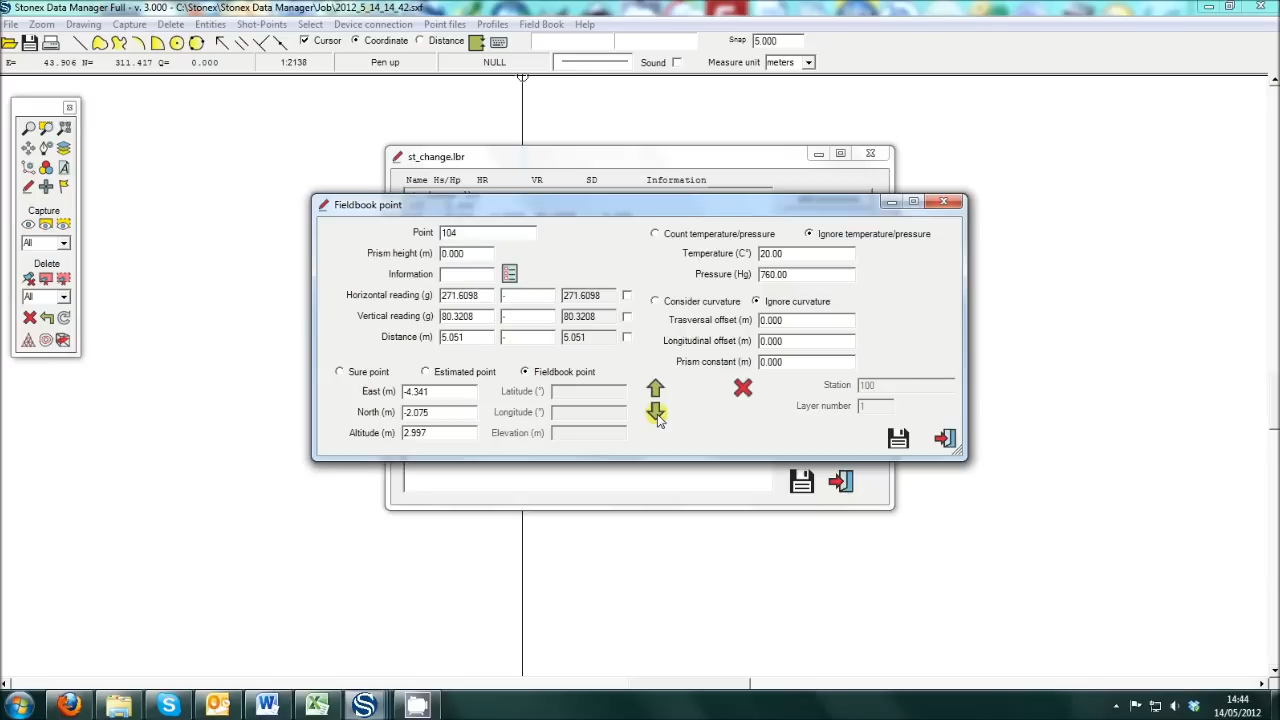 Stonex Data Manager Full - v. 3.000 - C:\Stonex\Stonex Data Manager\Job\2012_5_14_14_42.sxf
File Zoom Drawing Capture Delete Entities Shot-Points Select Device connection Point files Profiles Field Book Help
Cursor Coordinate Distance Snap 5.000
E= 43.906 N= 311.417 Q= 0.000 1:2138 Pen up NULL Sound Measure unit meters
st_change.lbr
Name Hs/Hp HR VR SD Information
Fieldbook point
Point 104
Prism height (m) 0.000
Information
Horizontal reading (g) 271.6098 - 271.6098
Vertical reading (g) 80.3208 - 80.3208
Distance (m) 5.051 - 5.051
Sure point Estimated point Fieldbook point
East (m) -4.341 Latitude (°)
North (m) -2.075 Longitude (°)
Altitude (m) 2.997 Elevation (m)
Count temperature/pressure Ignore temperature/pressure
Temperature (C°) 20.00
Pressure (Hg) 760.00
Consider curvature Ignore curvature
Trasversal offset (m) 0.000
Longitudinal offset (m) 0.000
Prism constant (m) 0.000
Station 100
Layer number 1
Capture
All
Delete
All
14:44
14/05/2012